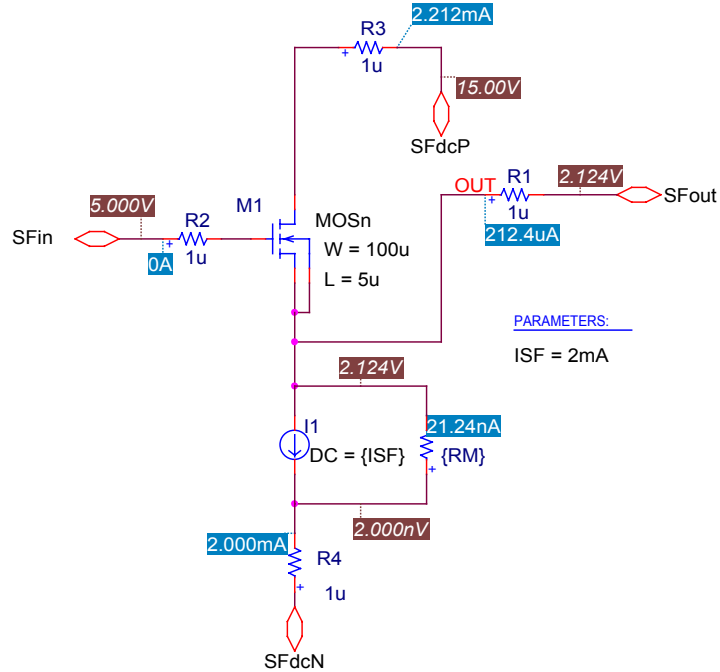 2.212mA
R3
+
1u
15.00V
SFdcP
OUT
R1
2.124V
+
1u
SFout
212.4uA
5.000V
R2
M1
MOSn
SFin
+
1u
0A
W = 100u
L = 5u
PARAMETERS:
ISF = 2mA
2.124V
I1
21.24nA
DC = {ISF}
{RM}
+
2.000nV
2.000mA
R4
+
1u
SFdcN